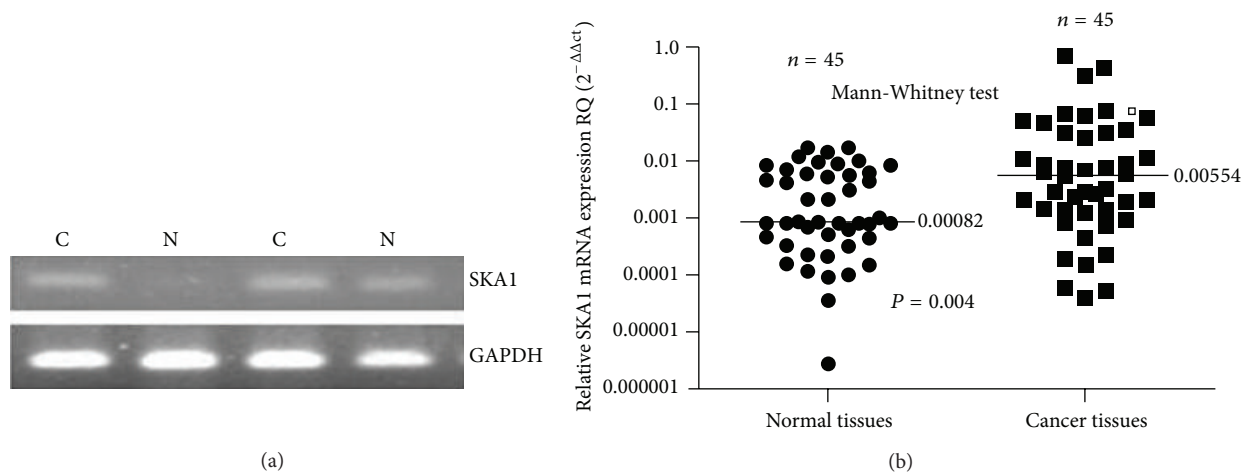 C N C N
SKA1
GAPDH
(a)
Relative SKA1 mRNA expression RQ (2^−ΔΔct)
1.0
0.1
0.01
0.001
0.0001
0.00001
0.000001
n = 45
n = 45
Mann-Whitney test
0.00554
0.00082
P = 0.004
Normal tissues
Cancer tissues
(b)